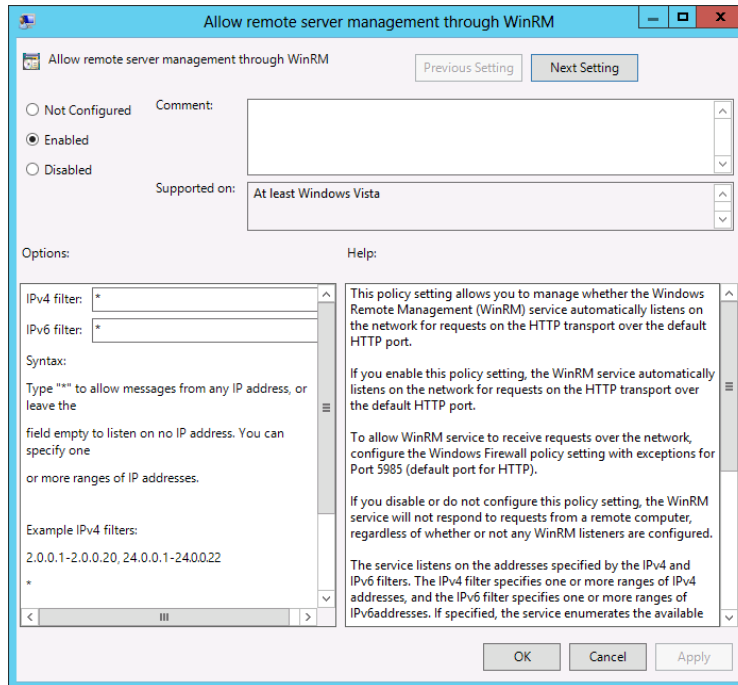 Allow remote server management through WinRM
Allow remote server management through WinRM
Previous Setting
Next Setting
Not Configured
Enabled
Disabled
Comment:
Supported on:
At least Windows Vista
Options:
Help:
IPv4 filter:
*
IPv6 filter:
*
Syntax:
Type "*" to allow messages from any IP address, or
leave the
field empty to listen on no IP address. You can
specify one
or more ranges of IP addresses.
Example IPv4 filters:
2.0.0.1-2.0.0.20, 24.0.0.1-24.0.0.22
*
This policy setting allows you to manage whether the Windows
Remote Management (WinRM) service automatically listens on
the network for requests on the HTTP transport over the default
HTTP port.
If you enable this policy setting, the WinRM service automatically
listens on the network for requests on the HTTP transport over
the default HTTP port.
To allow WinRM service to receive requests over the network,
configure the Windows Firewall policy setting with exceptions for
Port 5985 (default port for HTTP).
If you disable or do not configure this policy setting, the WinRM
service will not respond to requests from a remote computer,
regardless of whether or not any WinRM listeners are configured.
The service listens on the addresses specified by the IPv4 and
IPv6 filters. The IPv4 filter specifies one or more ranges of IPv4
addresses, and the IPv6 filter specifies one or more ranges of
IPv6addresses. If specified, the service enumerates the available
OK
Cancel
Apply